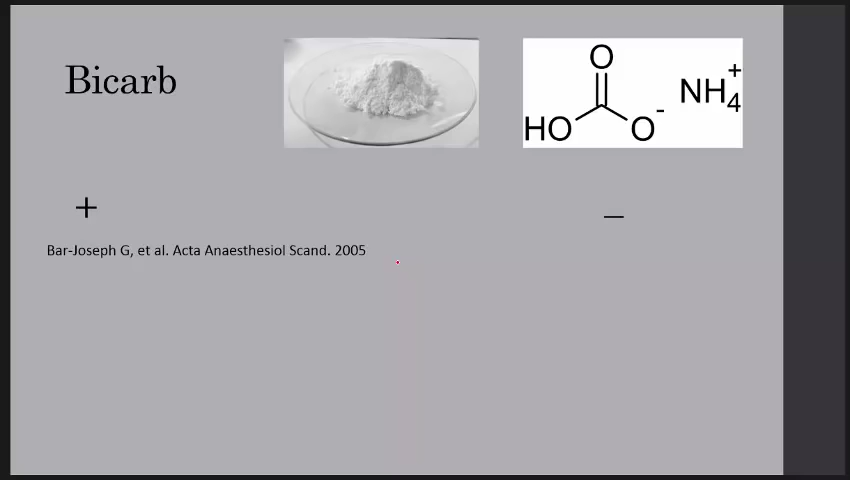 Bicarb
O
HO O- NH4+
+ –
Bar-Joseph G, et al. Acta Anaesthesiol Scand. 2005